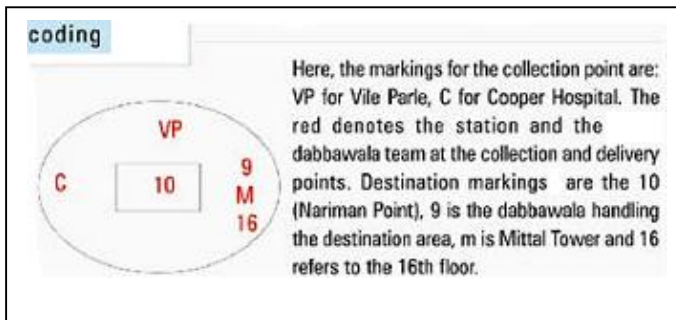 coding
VP
C
10
9
M
16
Here, the markings for the collection point are:
VP for Vile Parle, C for Cooper Hospital. The
red denotes the station and the
dabbawala team at the collection and delivery
points. Destination markings are the 10
(Nariman Point), 9 is the dabbawala handling
the destination area, m is Mittal Tower and 16
refers to the 16th floor.